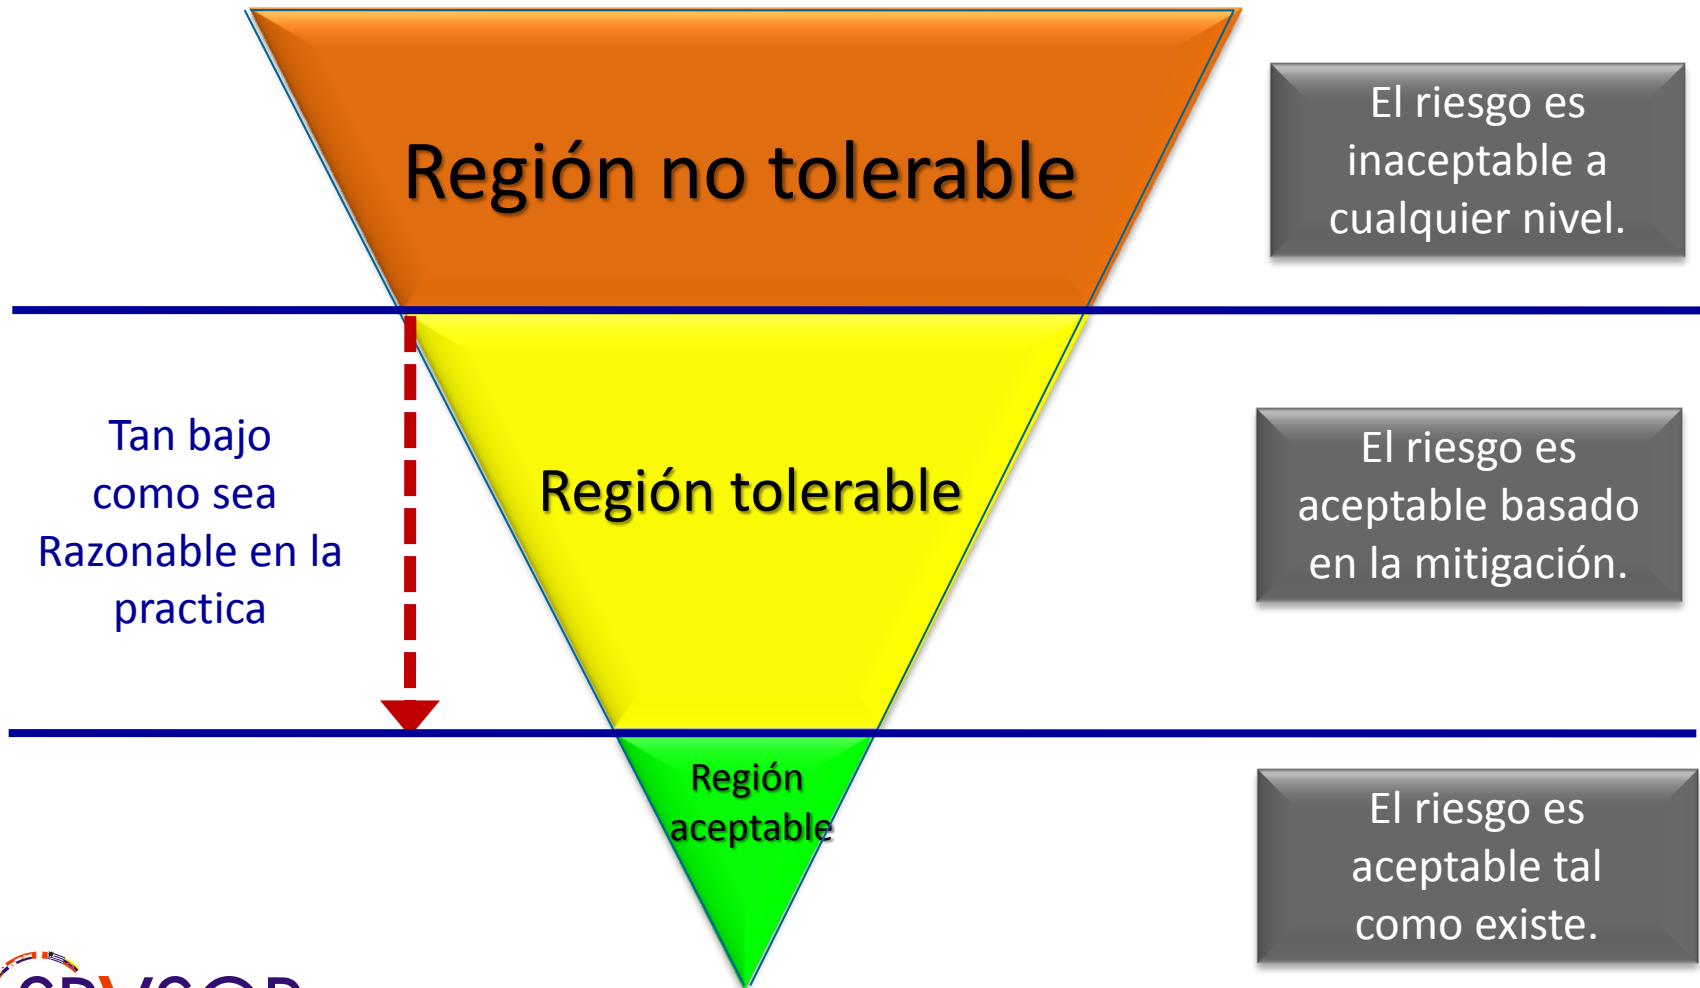 Región no tolerable
El riesgo es
inaceptable a
cualquier nivel.
Tan bajo
como sea
Razonable en la
practica
Región tolerable
El riesgo es
aceptable basado
en la mitigación.
Región
aceptable
El riesgo es
aceptable tal
como existe.